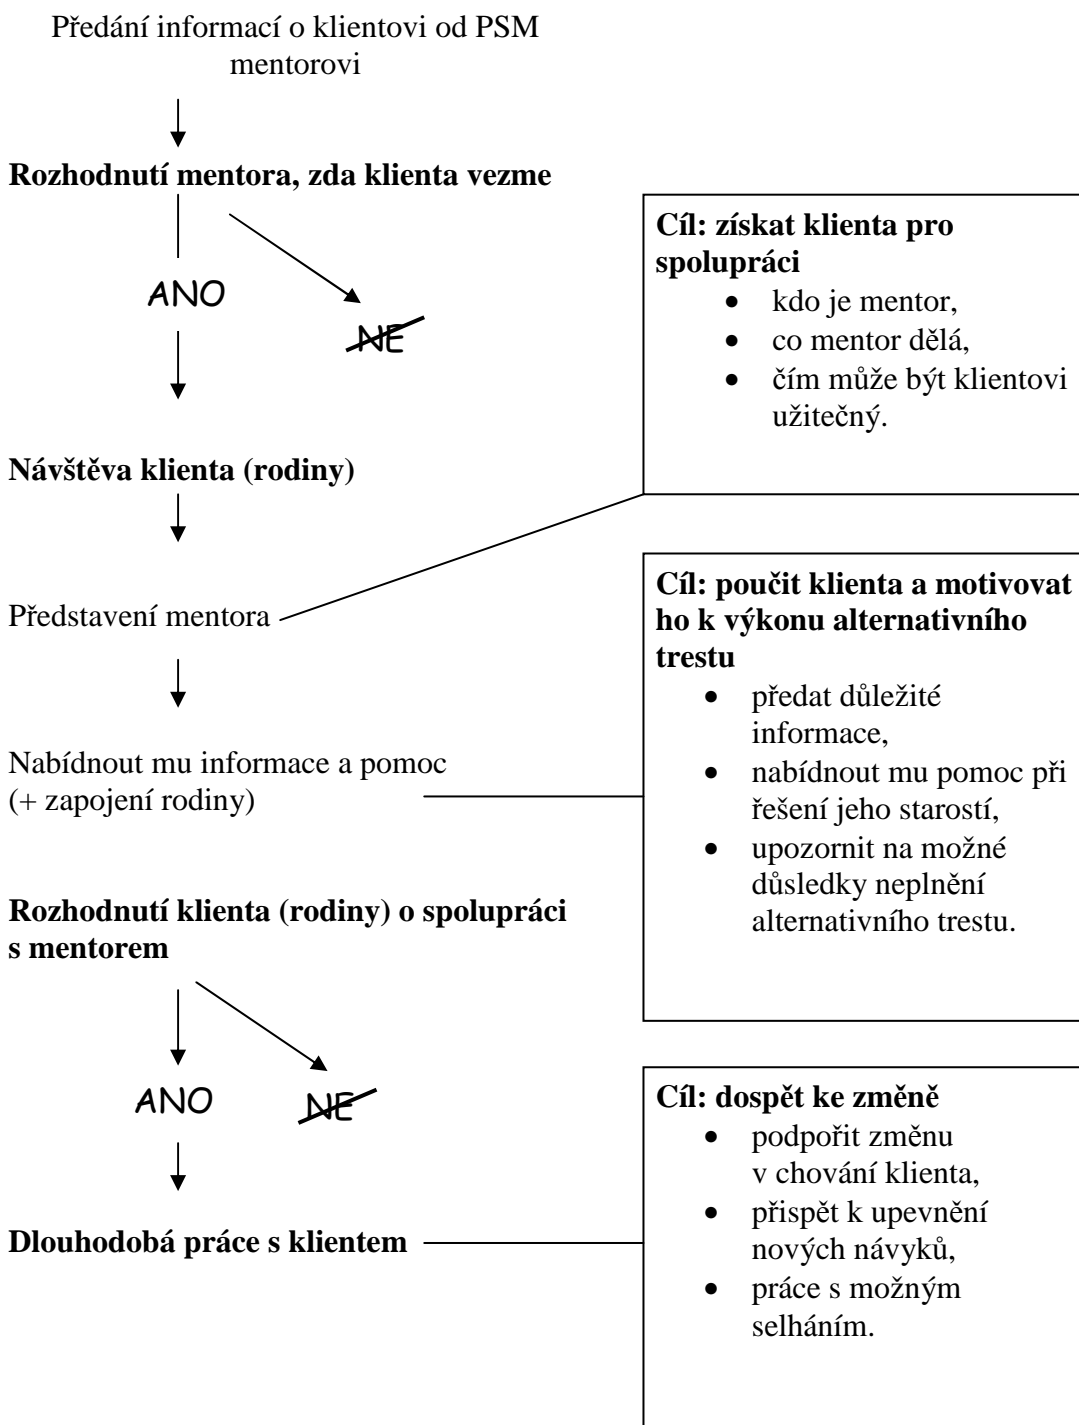 Předání informací o klientovi od PSM
mentorovi
Rozhodnutí mentora, zda klienta vezme
ANO
NE
Cíl: získat klienta pro
spolupráci
• kdo je mentor,
• co mentor dělá,
• čím může být klientovi
užitečný.
Návštěva klienta (rodiny)
Představení mentora
Cíl: poučit klienta a motivovat
ho k výkonu alternativního
trestu
• předat důležité
informace,
• nabídnout mu pomoc při
řešení jeho starostí,
• upozornit na možné
důsledky neplnění
alternativního trestu.
Nabídnout mu informace a pomoc
(+ zapojení rodiny)
Rozhodnutí klienta (rodiny) o spolupráci
s mentorem
ANO
NE
Cíl: dospět ke změně
• podpořit změnu
v chování klienta,
• přispět k upevnění
nových návyků,
• práce s možným
selháním.
Dlouhodobá práce s klientem